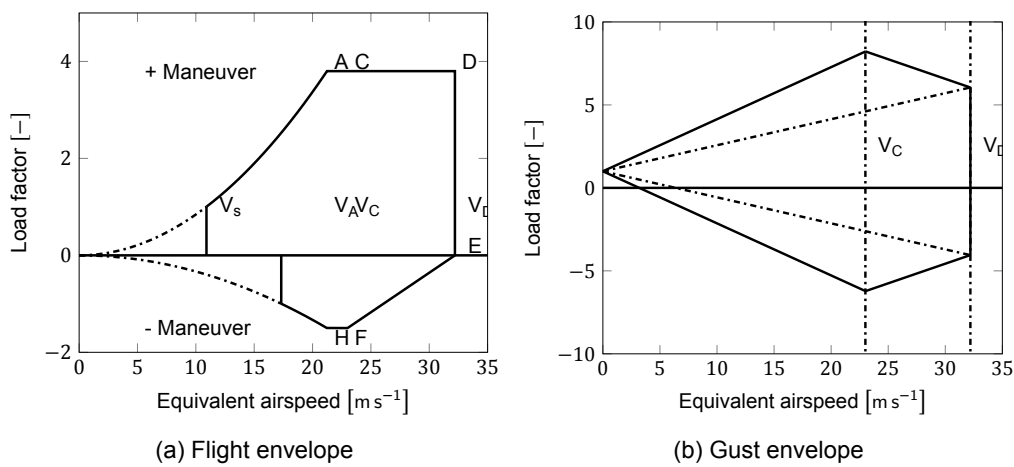 4
2
0
−2
0 5 10 15 20 25 30 35
Load factor [−]
Equivalent airspeed [m s⁻¹]
+ Maneuver
- Maneuver
A C
D
V_s
V_A V_C
V_D
E
H F
(a) Flight envelope
10
5
0
−5
−10
0 5 10 15 20 25 30 35
Load factor [−]
Equivalent airspeed [m s⁻¹]
V_C
V_D
(b) Gust envelope